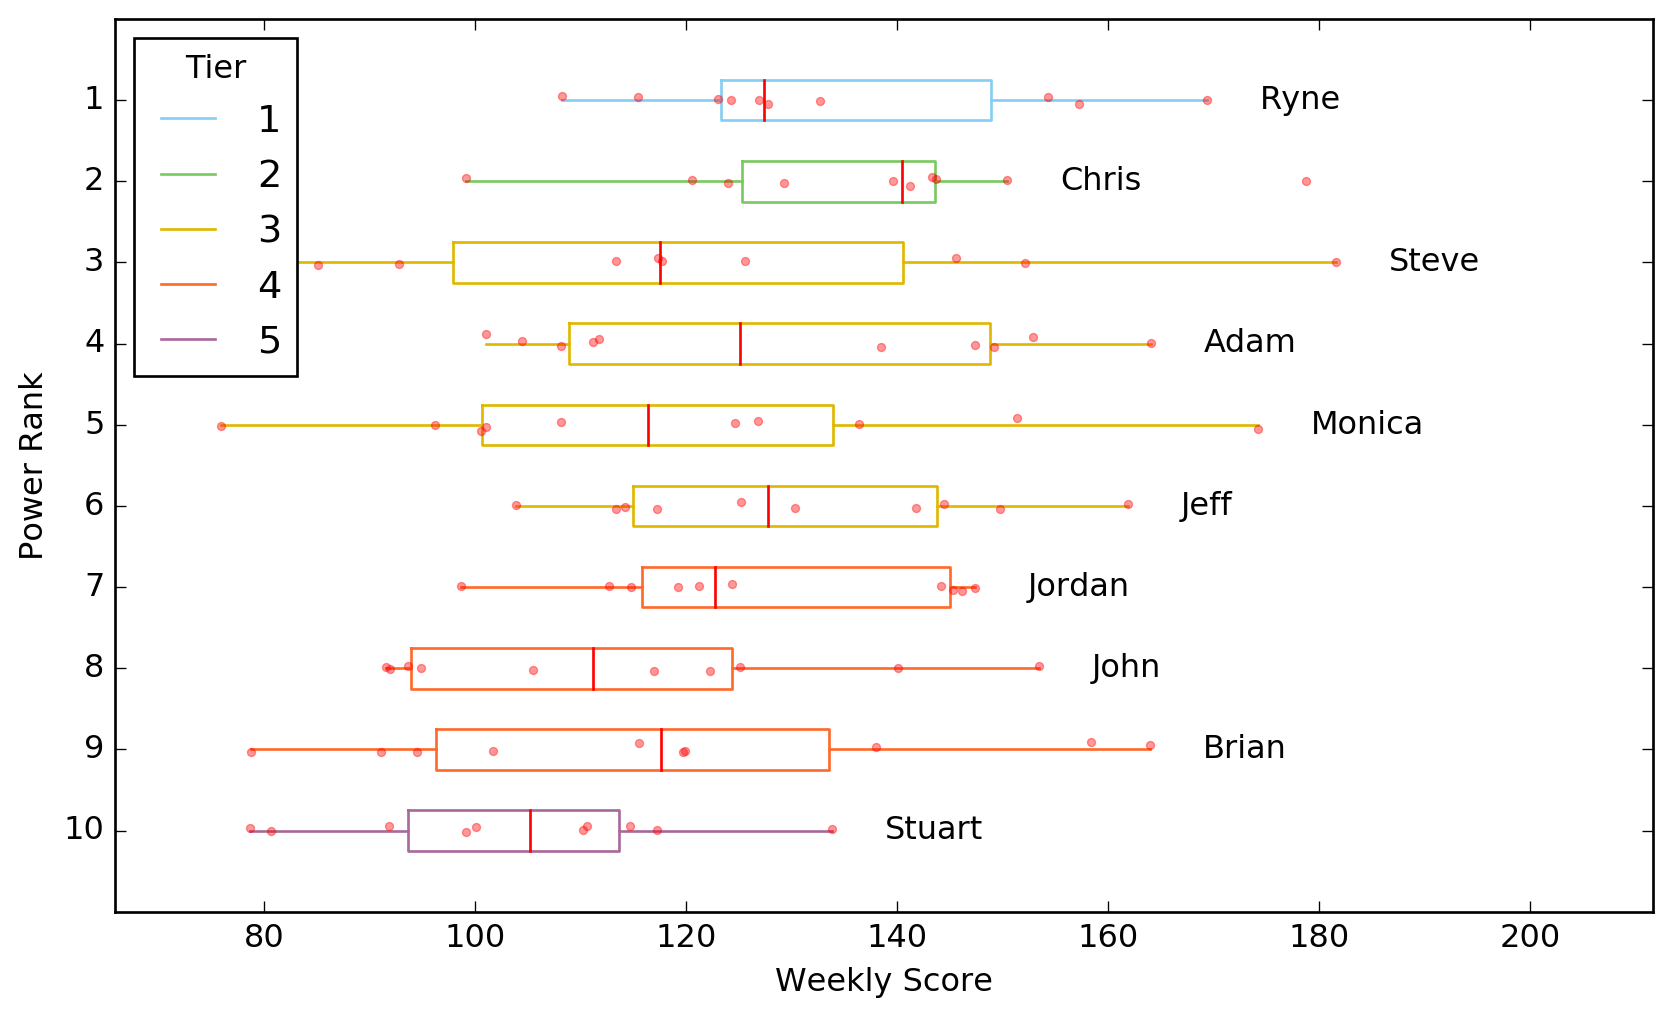 Tier
1
2
3
4
5
Power Rank
1 Ryne
2 Chris
3 Steve
4 Adam
5 Monica
6 Jeff
7 Jordan
8 John
9 Brian
10 Stuart
80 100 120 140 160 180 200
Weekly Score